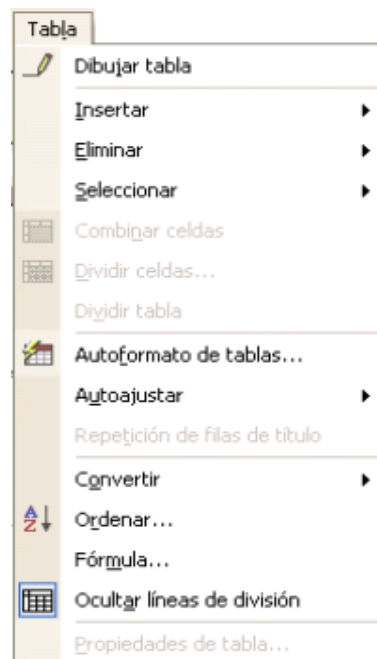 Tabla
Dibujar tabla
Insertar
Eliminar
Seleccionar
Combinar celdas
Dividir celdas...
Dividir tabla
Autoformato de tablas...
Autoajustar
Repetición de filas de título
Convertir
Ordenar...
Fórmula...
Ocultar líneas de división
Propiedades de tabla...